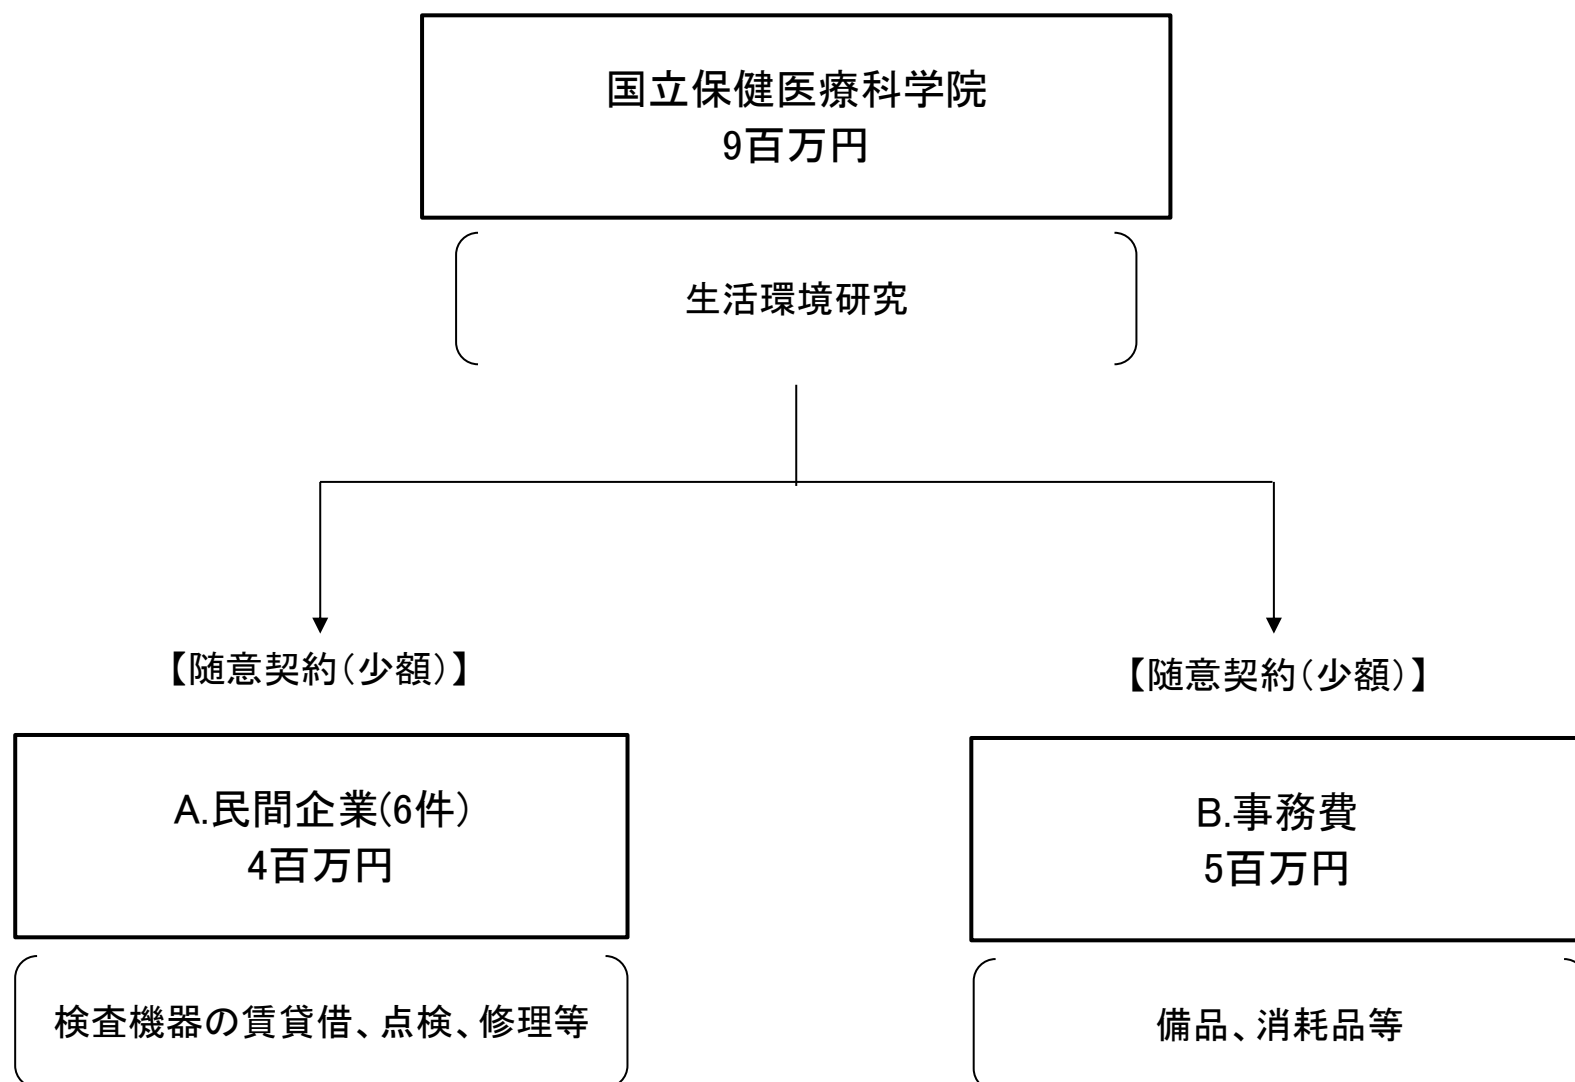 国立保健医療科学院
9百万円
生活環境研究
【随意契約(少額)】
【随意契約(少額)】
A.民間企業(6件)
4百万円
B.事務費
5百万円
検査機器の賃貸借、点検、修理等
備品、消耗品等